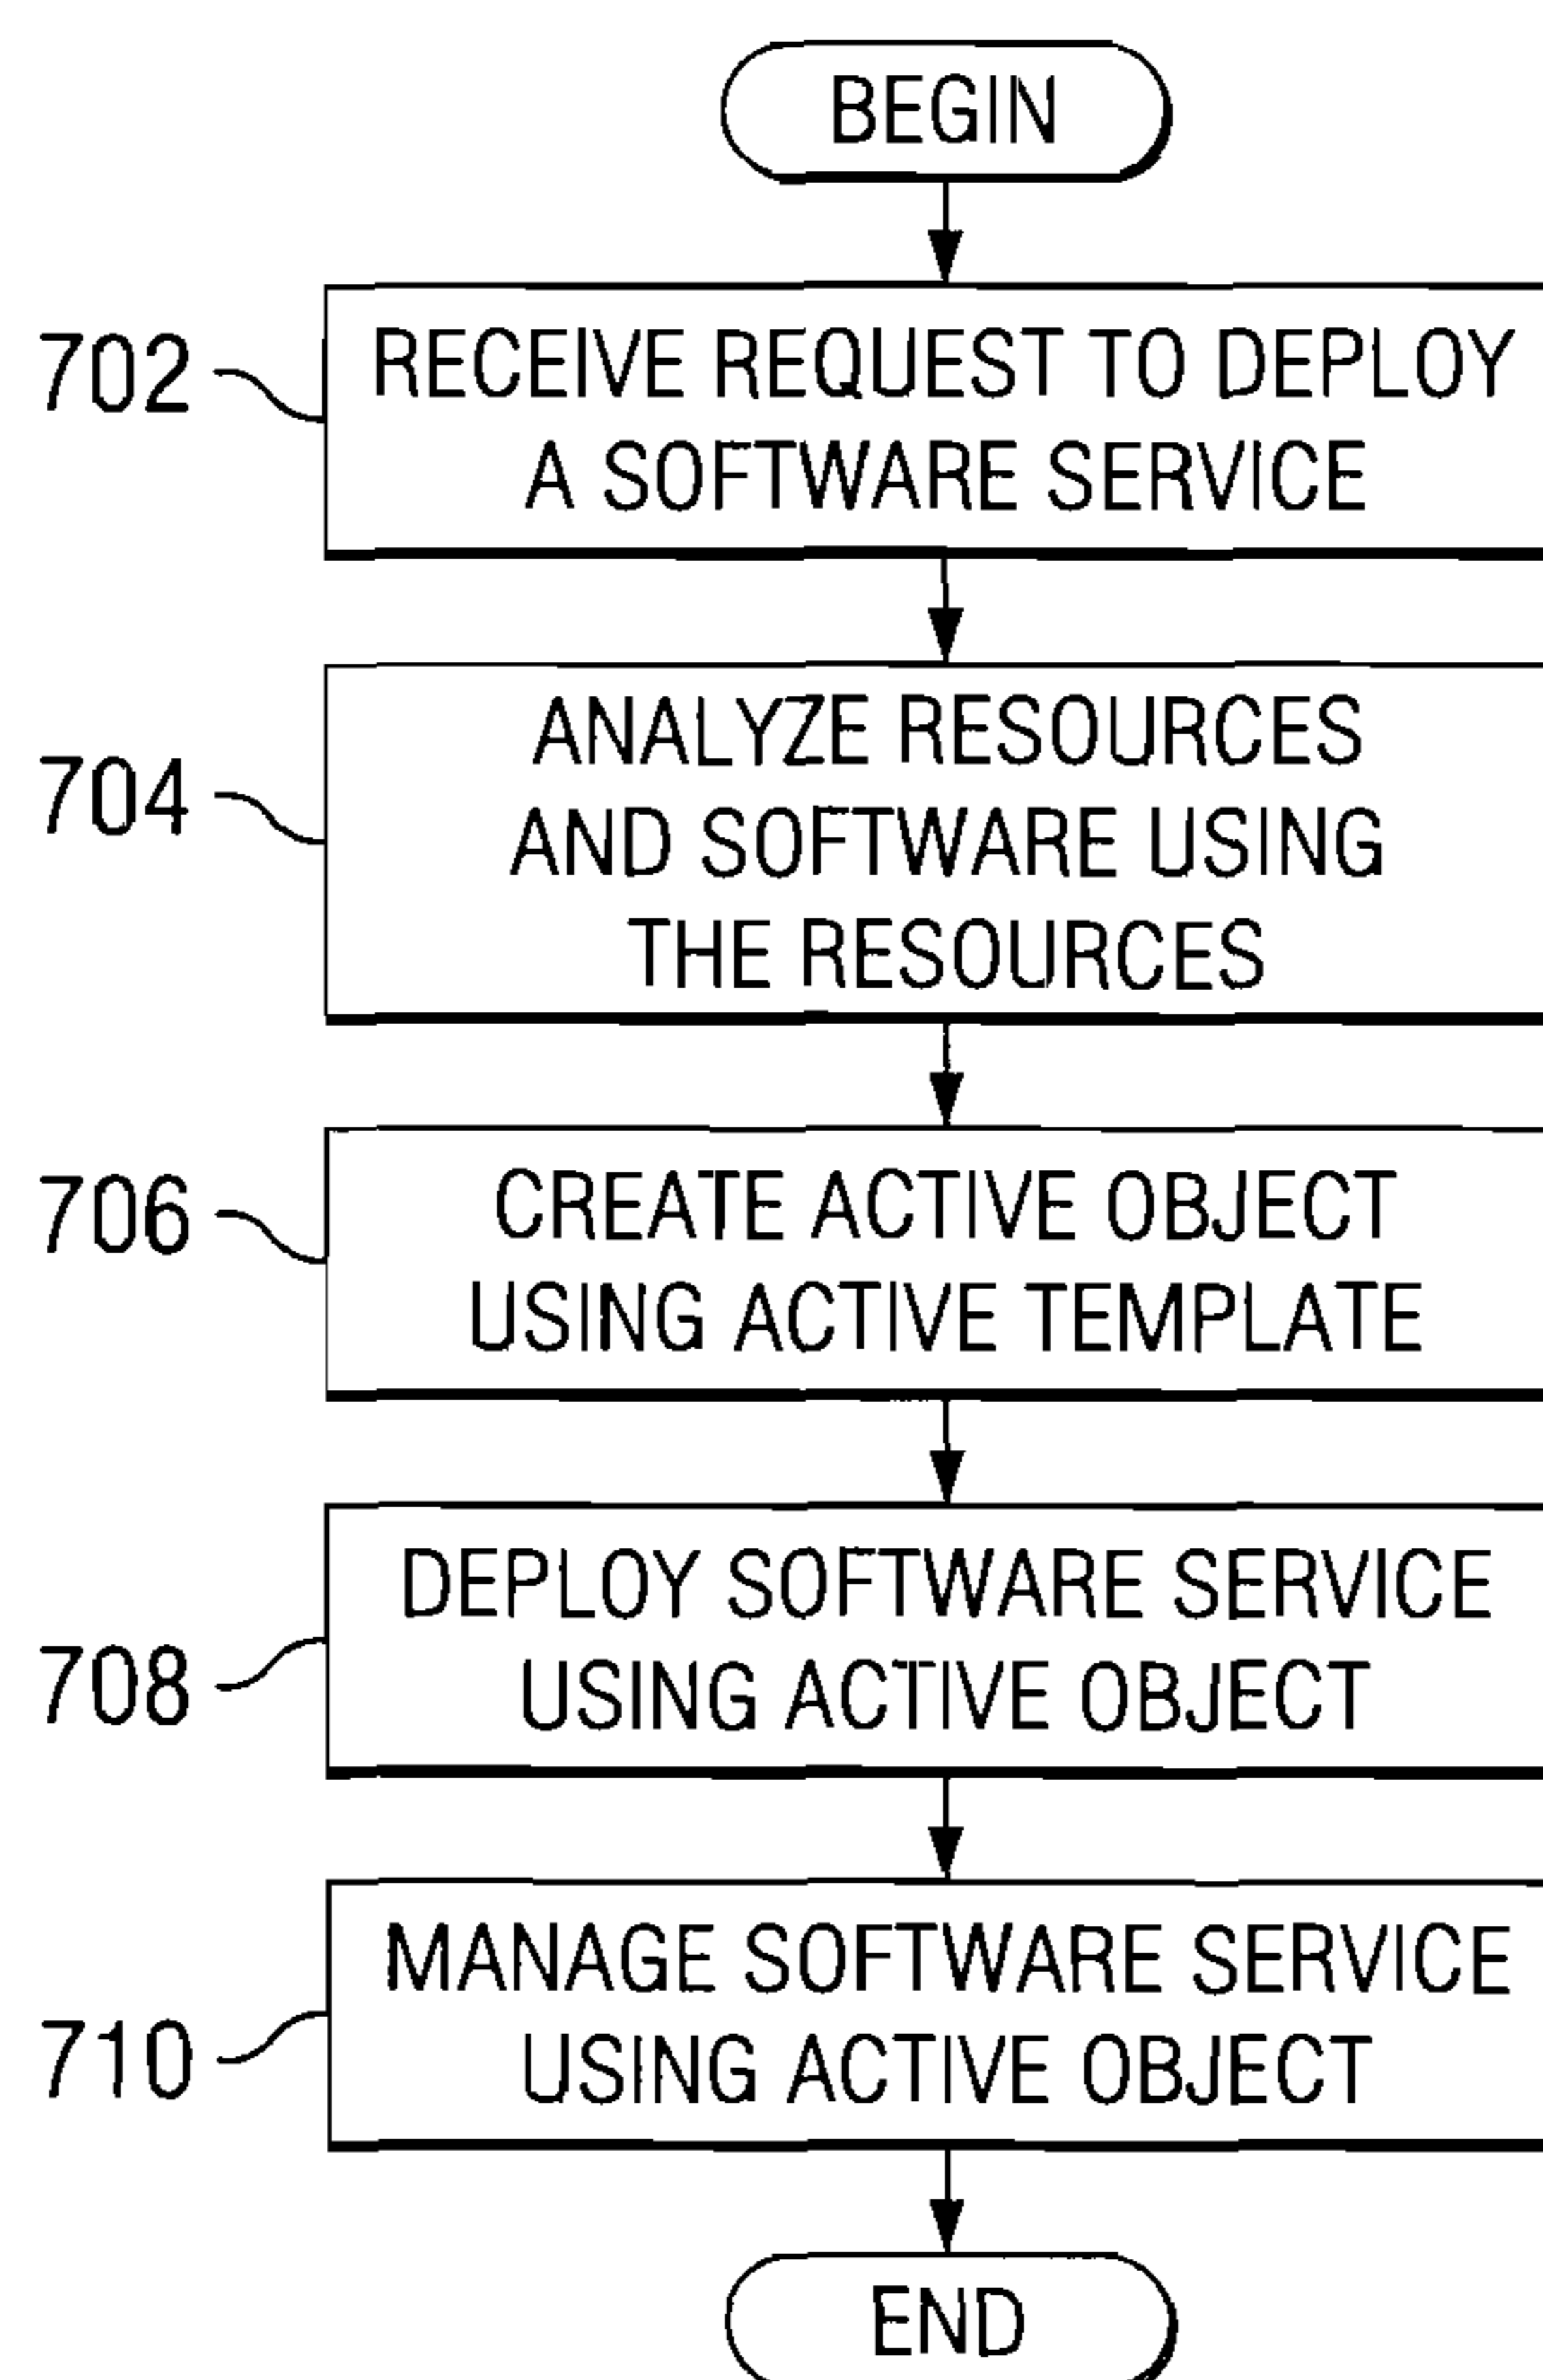 BEGIN
702
RECEIVE REQUEST TO DEPLOY
A SOFTWARE SERVICE
704
ANALYZE RESOURCES
AND SOFTWARE USING
THE RESOURCES
706
CREATE ACTIVE OBJECT
USING ACTIVE TEMPLATE
708
DEPLOY SOFTWARE SERVICE
USING ACTIVE OBJECT
710
MANAGE SOFTWARE SERVICE
USING ACTIVE OBJECT
END